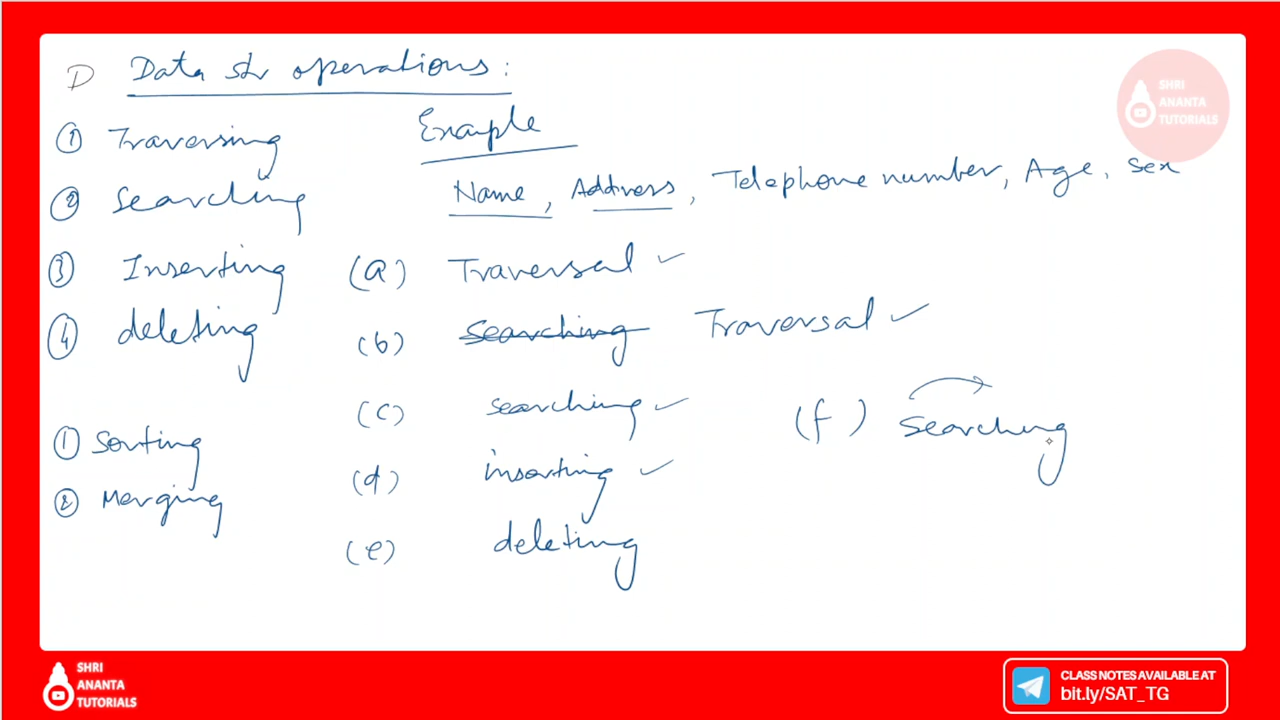 D Data str operations:
① Traversing
② Searching
③ Inserting
④ deleting
① Sorting
② Merging
Example
Name, Address, Telephone number, Age, Sex
(a) Traversal ✓
(b) Searching Traversal ✓
(c) searching ✓
(d) inserting ✓
(e) deleting
(f) Searching
SHRI
ANANTA
TUTORIALS
SHRI
ANANTA
TUTORIALS
CLASS NOTES AVAILABLE AT
bit.ly/SAT_TG